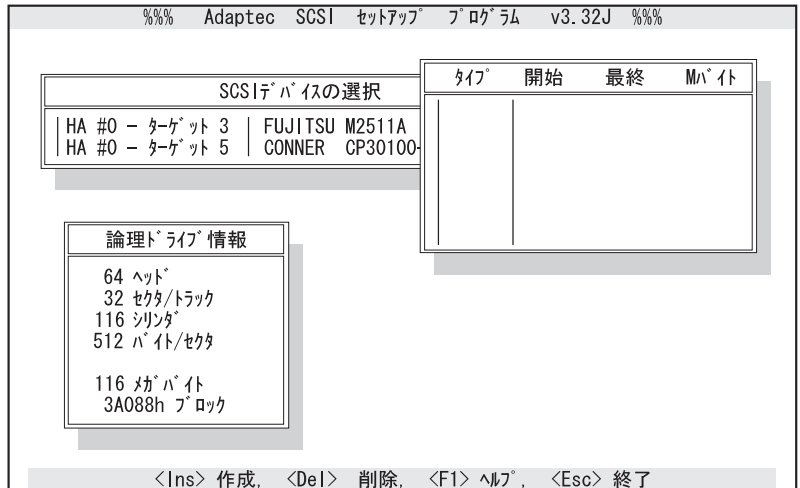 %%% Adaptec SCSI ｾｯﾄｱｯﾌﾟ ﾌﾟﾛｸﾞﾗﾑ v3.32J %%%
SCSIﾃﾞﾊﾞｲｽの選択
HA #0 - ﾀｰｹﾞｯﾄ 3 | FUJITSU M2511A
HA #0 - ﾀｰｹﾞｯﾄ 5 | CONNER CP30100-
ﾀｲﾌﾟ 開始 最終 Mﾊﾞｲﾄ
論理ﾄﾞﾗｲﾌﾞ情報
64 ﾍｯﾄﾞ
32 ｾｸﾀ/ﾄﾗｯｸ
116 ｼﾘﾝﾀﾞ
512 ﾊﾞｲﾄ/ｾｸﾀ
116 ﾒｶﾞﾊﾞｲﾄ
3A088h ﾌﾞﾛｯｸ
<Ins> 作成, <Del> 削除, <F1> ﾍﾙﾌﾟ, <Esc> 終了